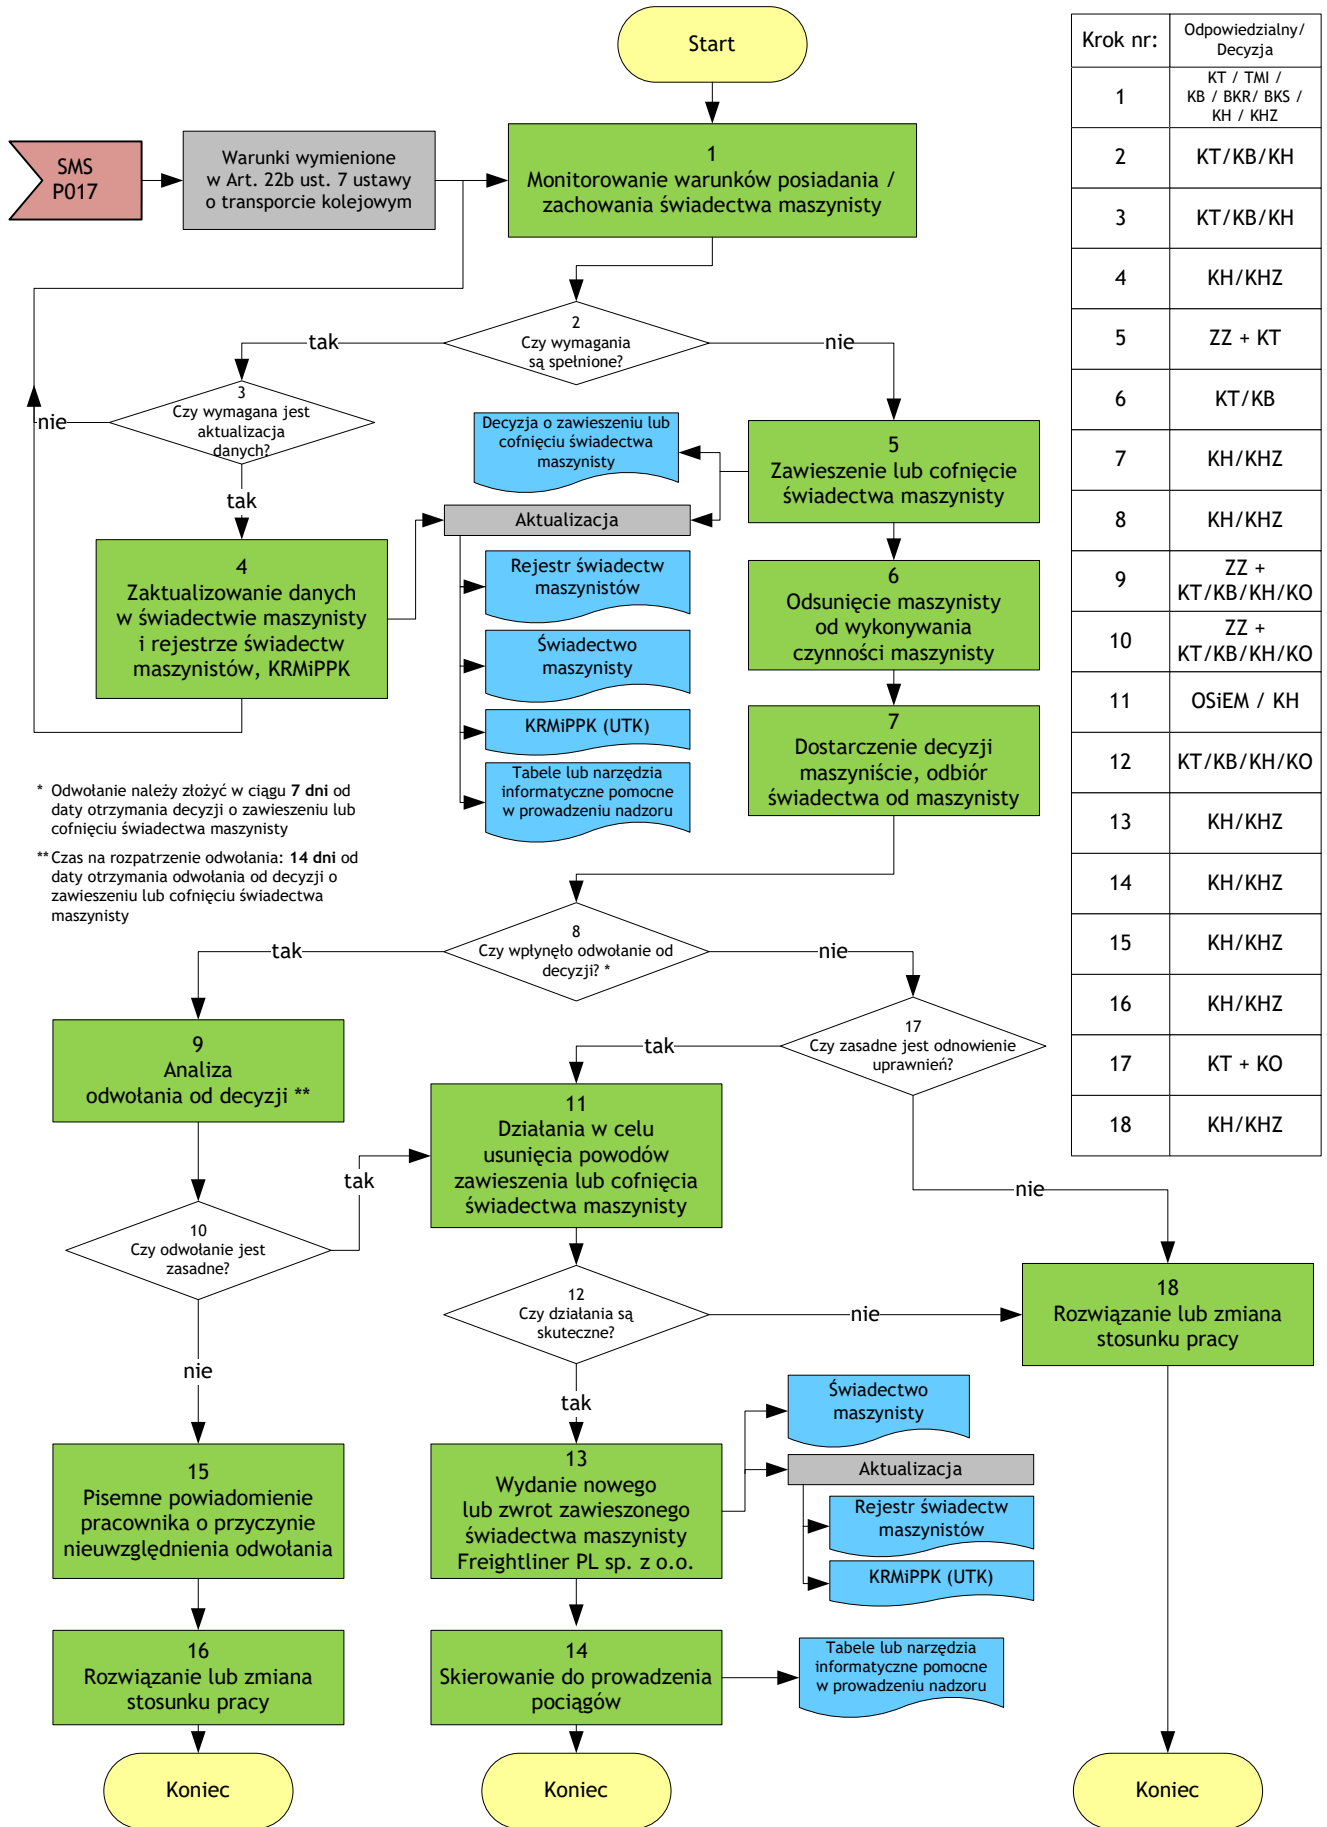 Start
SMS
P017
Warunki wymienione
w Art. 22b ust. 7 ustawy
o transporcie kolejowym
1
Monitorowanie warunków posiadania /
zachowania świadectwa maszynisty
2
Czy wymagania
są spełnione?
tak
nie
3
Czy wymagana jest
aktualizacja
danych?
nie
tak
4
Zaktualizowanie danych
w świadectwie maszynisty
i rejestrze świadectw
maszynistów, KRMiPPK
Decyzja o zawieszeniu lub
cofnięciu świadectwa
maszynisty
Aktualizacja
Rejestr świadectw
maszynistów
Świadectwo
maszynisty
KRMiPPK (UTK)
Tabele lub narzędzia
informatyczne pomocne
w prowadzeniu nadzoru
5
Zawieszenie lub cofnięcie
świadectwa maszynisty
6
Odsunięcie maszynisty
od wykonywania
czynności maszynisty
7
Dostarczenie decyzji
maszyniście, odbiór
świadectwa od maszynisty
* Odwołanie należy złożyć w ciągu 7 dni od
daty otrzymania decyzji o zawieszeniu lub
cofnięciu świadectwa maszynisty
** Czas na rozpatrzenie odwołania: 14 dni od
daty otrzymania odwołania od decyzji o
zawieszeniu lub cofnięciu świadectwa
maszynisty
8
Czy wpłynęło odwołanie od
decyzji? *
tak
nie
9
Analiza
odwołania od decyzji **
17
Czy zasadne jest odnowienie
uprawnień?
tak
nie
10
Czy odwołanie jest
zasadne?
tak
nie
11
Działania w celu
usunięcia powodów
zawieszenia lub cofnięcia
świadectwa maszynisty
12
Czy działania są
skuteczne?
nie
tak
18
Rozwiązanie lub zmiana
stosunku pracy
13
Wydanie nowego
lub zwrot zawieszonego
świadectwa maszynisty
Freightliner PL sp. z o.o.
Świadectwo
maszynisty
Aktualizacja
Rejestr świadectw
maszynistów
KRMiPPK (UTK)
15
Pisemne powiadomienie
pracownika o przyczynie
nieuwzględnienia odwołania
16
Rozwiązanie lub zmiana
stosunku pracy
14
Skierowanie do prowadzenia
pociągów
Tabele lub narzędzia
informatyczne pomocne
w prowadzeniu nadzoru
Koniec
Koniec
Koniec
Krok nr:
Odpowiedzialny/
Decyzja
1
KT / TMI /
KB / BKR/ BKS /
KH / KHZ
2
KT/KB/KH
3
KT/KB/KH
4
KH/KHZ
5
ZZ + KT
6
KT/KB
7
KH/KHZ
8
KH/KHZ
9
ZZ +
KT/KB/KH/KO
10
ZZ +
KT/KB/KH/KO
11
OSiEM / KH
12
KT/KB/KH/KO
13
KH/KHZ
14
KH/KHZ
15
KH/KHZ
16
KH/KHZ
17
KT + KO
18
KH/KHZ